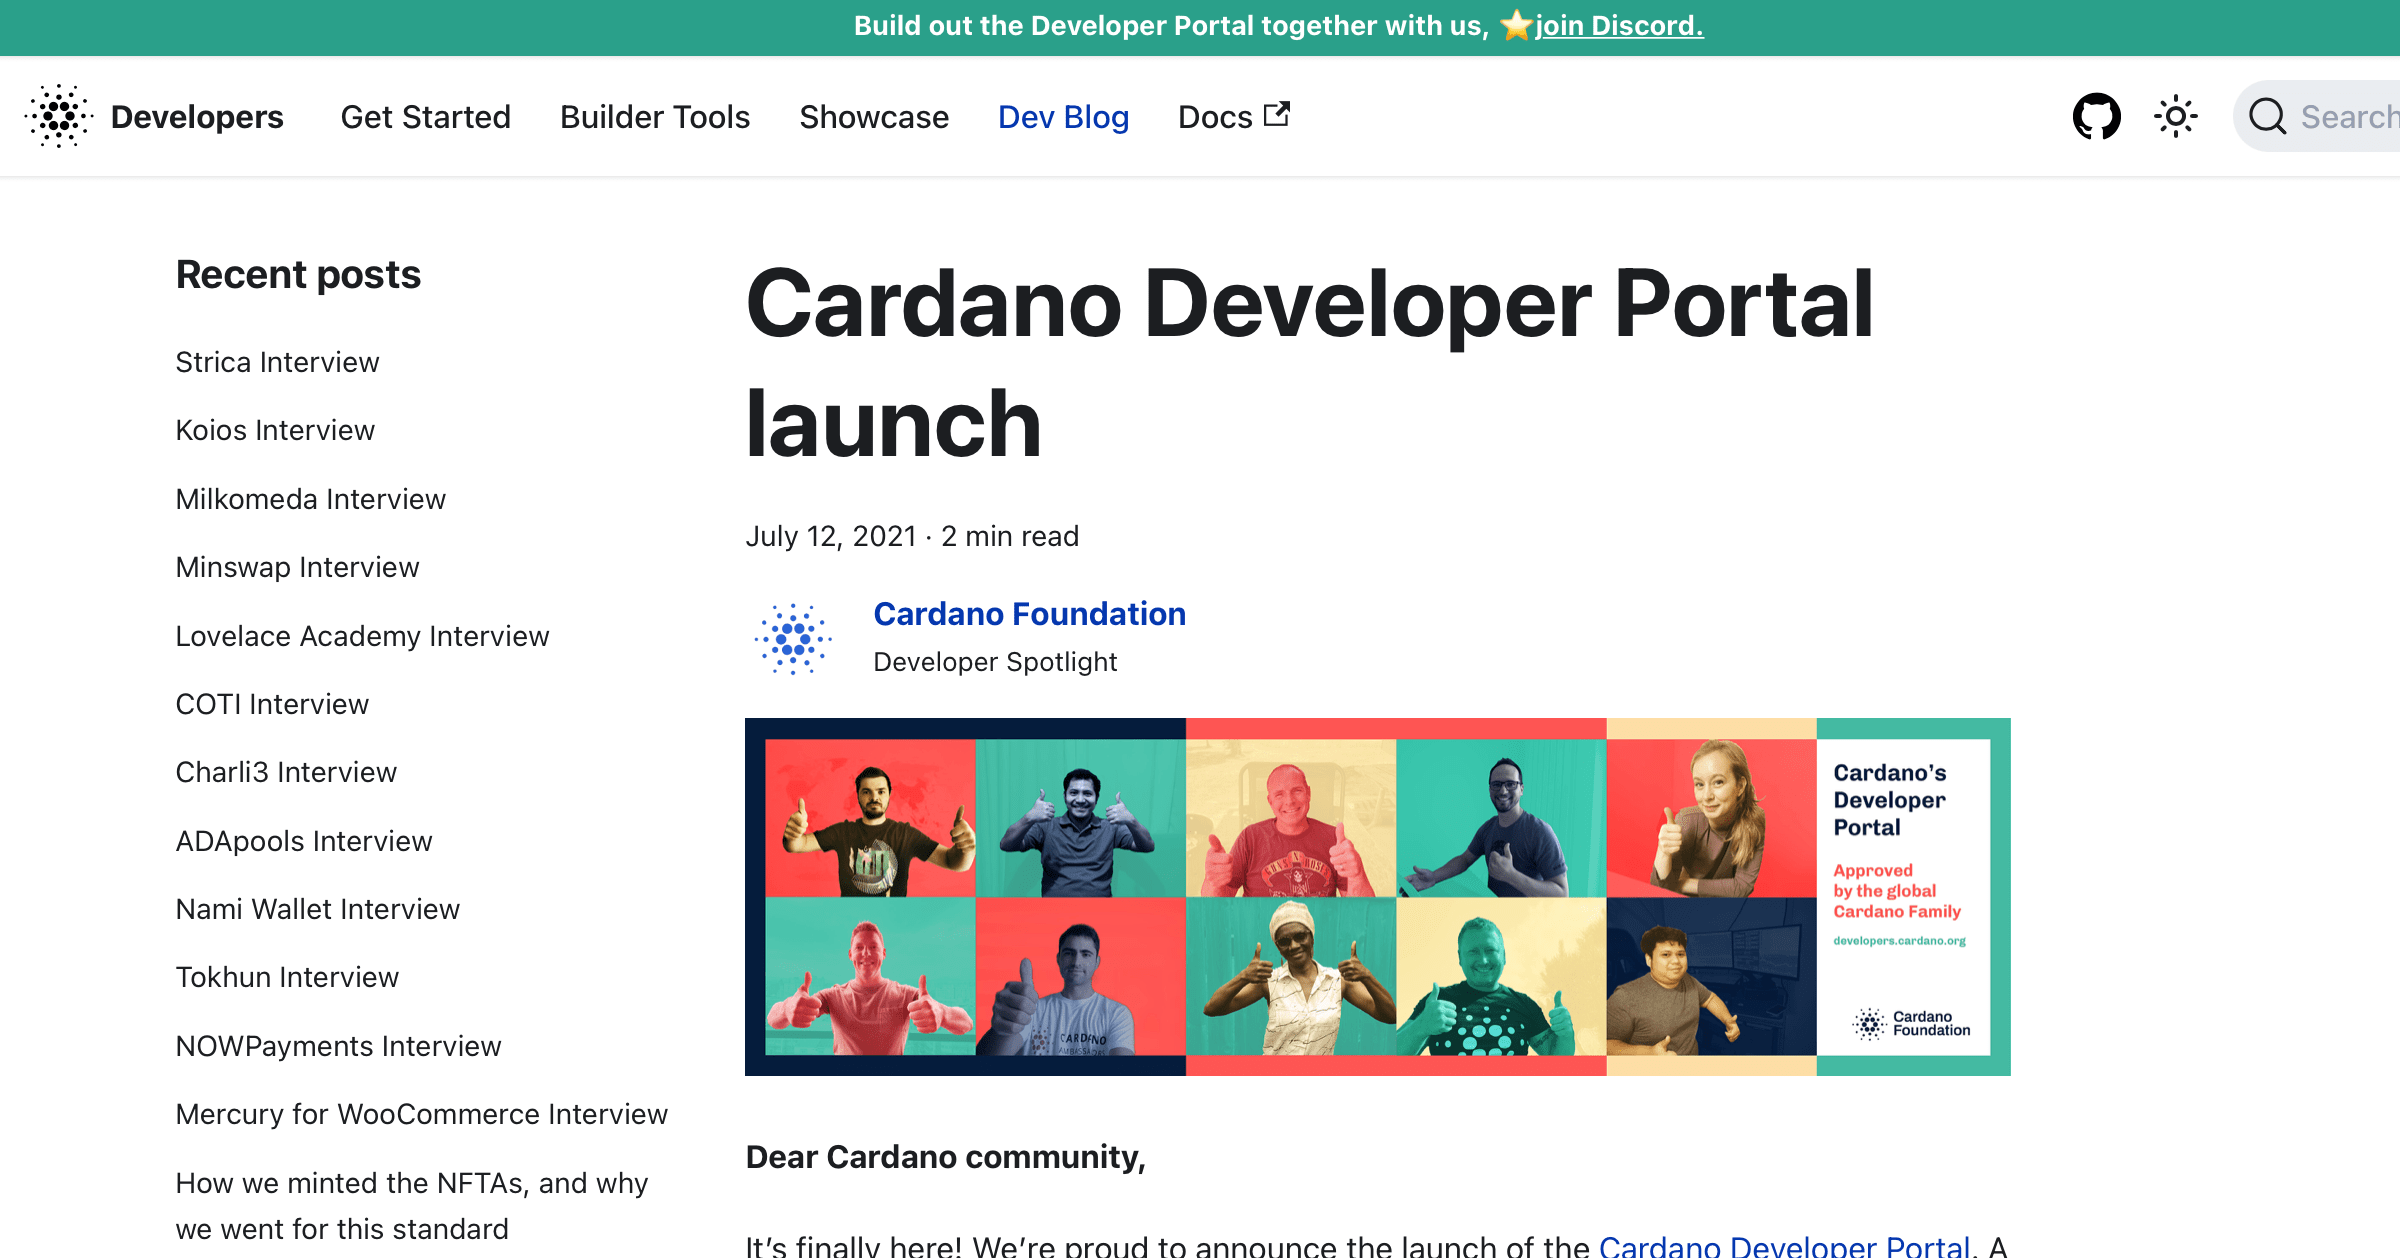 Build out the Developer Portal together with us, ⭐join Discord.
Developers
Get Started
Builder Tools
Showcase
Dev Blog
Docs
Search
Recent posts
Strica Interview
Koios Interview
Milkomeda Interview
Minswap Interview
Lovelace Academy Interview
COTI Interview
Charli3 Interview
ADApools Interview
Nami Wallet Interview
Tokhun Interview
NOWPayments Interview
Mercury for WooCommerce Interview
How we minted the NFTAs, and why
we went for this standard
Cardano Developer Portal
launch
July 12, 2021 · 2 min read
Cardano Foundation
Developer Spotlight
GUNS N' ROSES
CARDANO
AMBASSADOR
Cardano's
Developer
Portal
Approved
by the global
Cardano Family
developers.cardano.org
Cardano
Foundation
Dear Cardano community,
It's finally here! We're proud to announce the launch of the Cardano Developer Portal. A